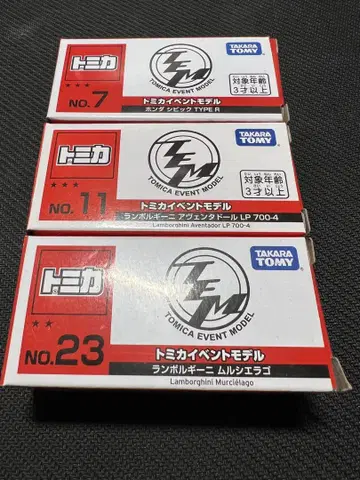 トミカ
★★★
NO.7
TEM
TOMICA EVENT MODEL
トミカイベントモデル
ホンダ シビック TYPE R
TAKARA TOMY
対象年齢
3才以上
トミカ
★★★
NO.11
TEM
TOMICA EVENT MODEL
トミカイベントモデル
ランボルギーニ アヴェンタドール LP 700-4
Lamborghini Aventador LP 700-4
TAKARA TOMY
対象年齢
3才以上
トミカ
★★
NO.23
TEM
TOMICA EVENT MODEL
トミカイベントモデル
ランボルギーニ ムルシエラゴ
Lamborghini Murciélago
TAKARA TOMY